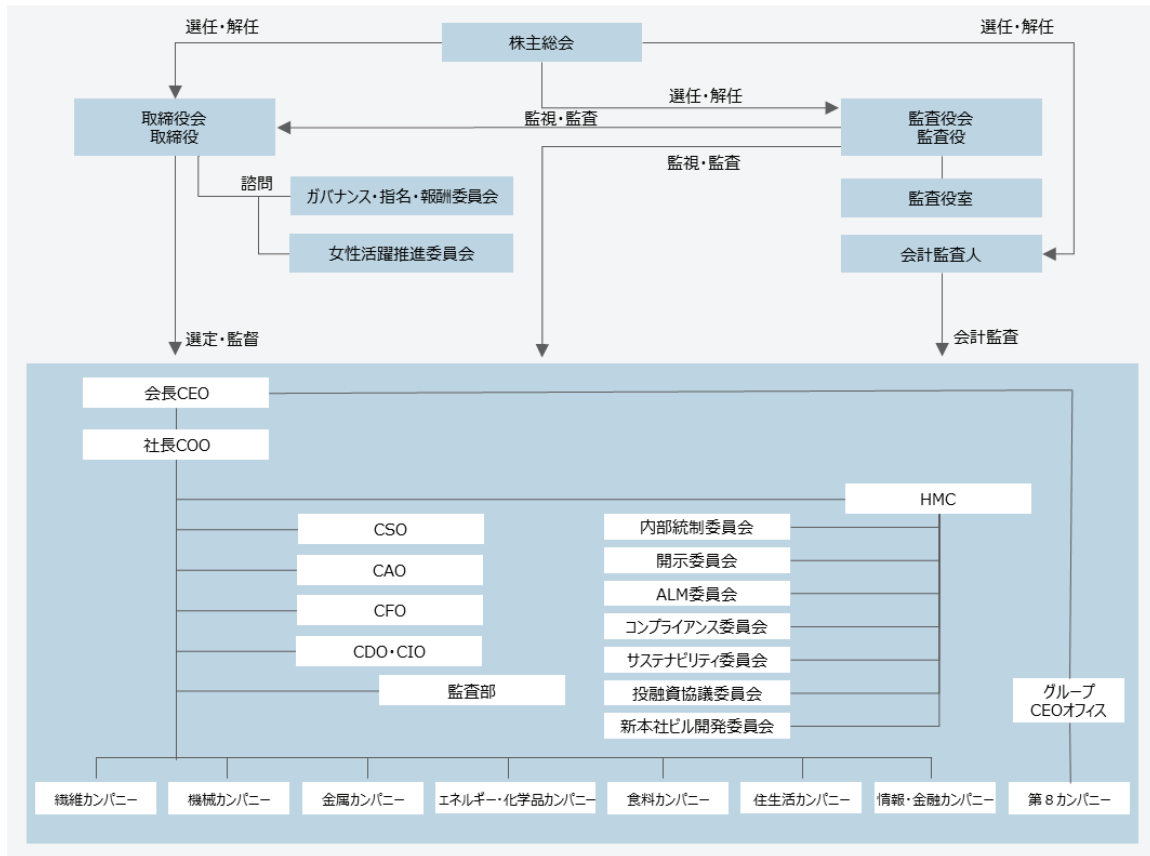 選任・解任
株主総会
選任・解任
選任・解任
取締役会
取締役
監視・監査
監査役会
監査役
監視・監査
諮問
ガバナンス・指名・報酬委員会
監査役室
女性活躍推進委員会
会計監査人
選定・監督
会計監査
会長CEO
社長COO
HMC
CSO
内部統制委員会
CAO
開示委員会
ALM委員会
CFO
コンプライアンス委員会
CDO・CIO
サステナビリティ委員会
監査部
投融資協議委員会
グループ
CEOオフィス
新本社ビル開発委員会
繊維カンパニー
機械カンパニー
金属カンパニー
エネルギー・化学品カンパニー
食料カンパニー
住生活カンパニー
情報・金融カンパニー
第８カンパニー